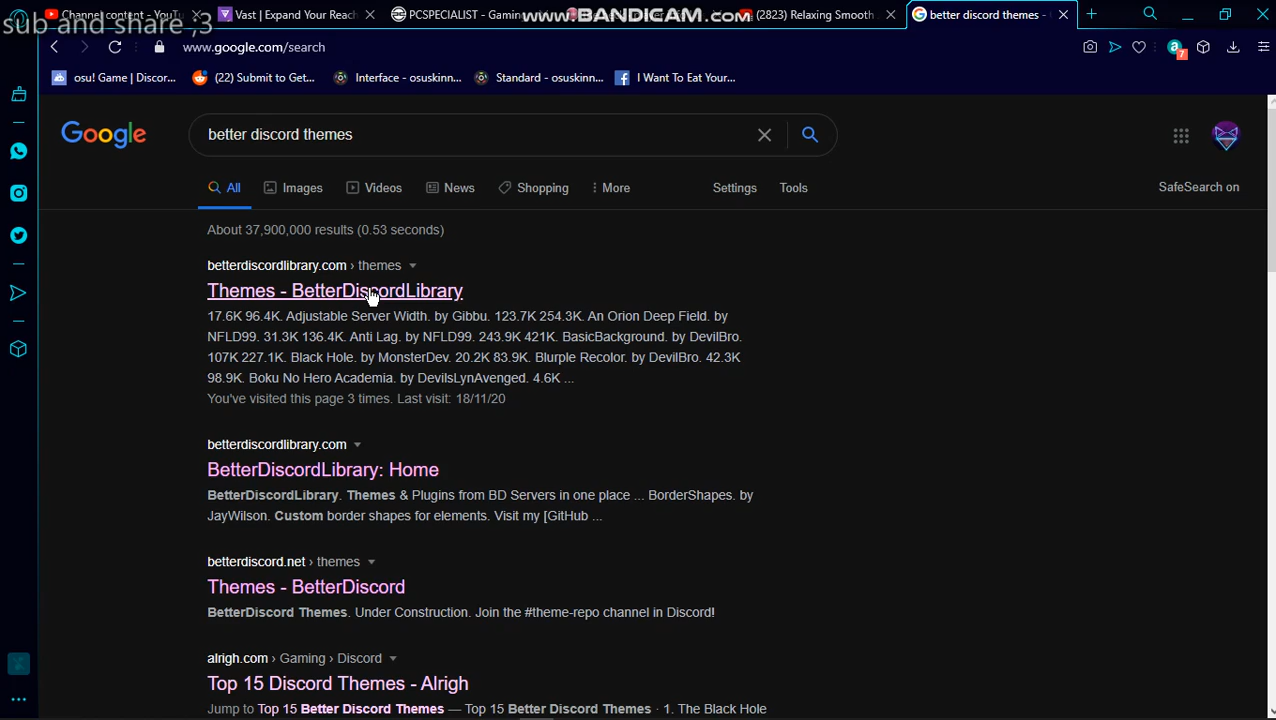 Channel content - YouTu
Vast | Expand Your Reach
PCSPECIALIST - Gaming
www.BANDICAM.com
(2823) Relaxing Smooth
better discord themes -
sub and share ,3
www.google.com/search
7
osu! Game | Discor...
(22) Submit to Get...
Interface - osuskinn...
Standard - osuskinn...
I Want To Eat Your...
Google
better discord themes
All
Images
Videos
News
Shopping
More
Settings
Tools
SafeSearch on
About 37,900,000 results (0.53 seconds)
betterdiscordlibrary.com › themes
Themes - BetterDiscordLibrary
17.6K 96.4K. Adjustable Server Width. by Gibbu. 123.7K 254.3K. An Orion Deep Field. by
NFLD99. 31.3K 136.4K. Anti Lag. by NFLD99. 243.9K 421K. BasicBackground. by DevilBro.
107K 227.1K. Black Hole. by MonsterDev. 20.2K 83.9K. Blurple Recolor. by DevilBro. 42.3K
98.9K. Boku No Hero Academia. by DevilsLynAvenged. 4.6K ...
You've visited this page 3 times. Last visit: 18/11/20
betterdiscordlibrary.com
BetterDiscordLibrary: Home
BetterDiscordLibrary. Themes & Plugins from BD Servers in one place ... BorderShapes. by
JayWilson. Custom border shapes for elements. Visit my [GitHub ...
betterdiscord.net › themes
Themes - BetterDiscord
BetterDiscord Themes. Under Construction. Join the #theme-repo channel in Discord!
alrigh.com › Gaming › Discord
Top 15 Discord Themes - Alrigh
Jump to Top 15 Better Discord Themes — Top 15 Better Discord Themes · 1. The Black Hole